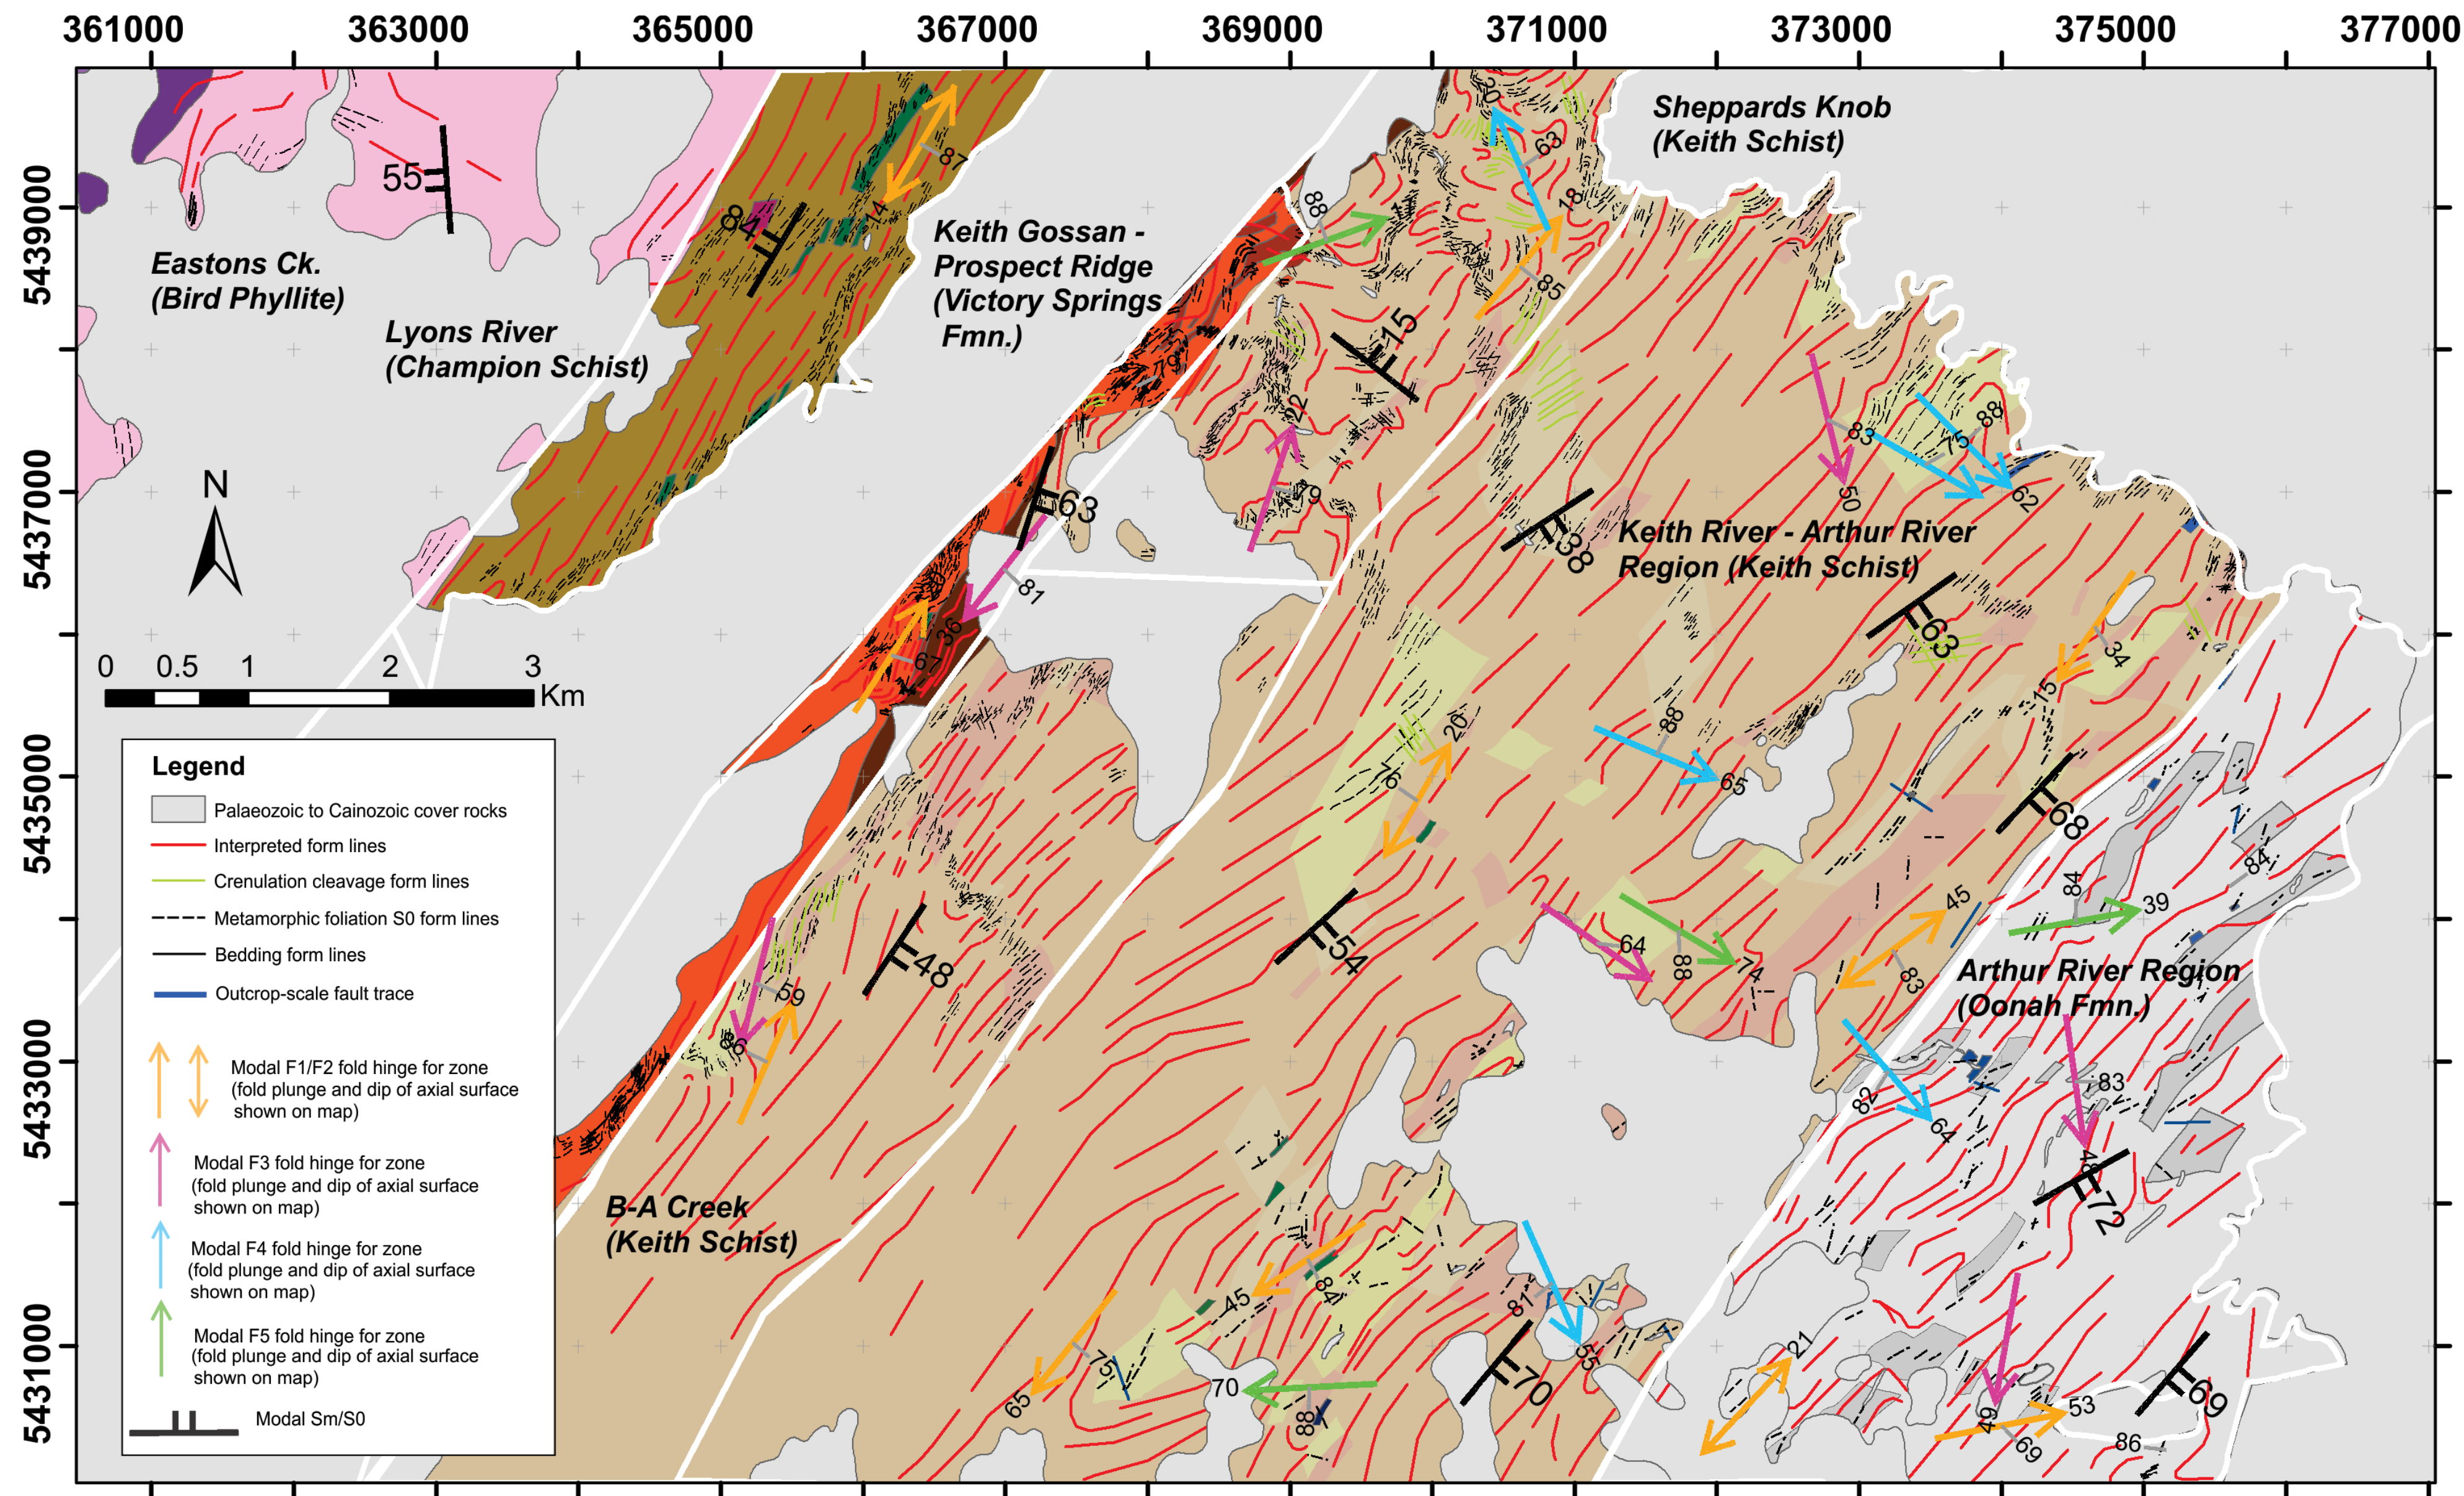 361000 363000 365000 367000 369000 371000 373000 375000 377000
5439000
5437000
5435000
5433000
5431000
Sheppards Knob
(Keith Schist)
Eastons Ck.
(Bird Phyllite)
Lyons River
(Champion Schist)
Keith Gossan -
Prospect Ridge
(Victory Springs
Fmn.)
Keith River - Arthur River
Region (Keith Schist)
Arthur River Region
(Oonah Fmn.)
B-A Creek
(Keith Schist)
N
0 0.5 1 2 3
Km
55
84
87
14
88
20
63
18
85
15
79
22
79
63
81
36
67
38
83
50
75
88
62
63
34
15
68
88
65
20
76
54
48
59
86
64
88
74
45
83
84
39
84
82
64
83
72
45
84
65
75
70
88
81
55
70
21
49
53
69
86
69
Legend
Palaeozoic to Cainozoic cover rocks
Interpreted form lines
Crenulation cleavage form lines
Metamorphic foliation S0 form lines
Bedding form lines
Outcrop-scale fault trace
Modal F1/F2 fold hinge for zone
(fold plunge and dip of axial surface
shown on map)
Modal F3 fold hinge for zone
(fold plunge and dip of axial surface
shown on map)
Modal F4 fold hinge for zone
(fold plunge and dip of axial surface
shown on map)
Modal F5 fold hinge for zone
(fold plunge and dip of axial surface
shown on map)
Modal Sm/S0